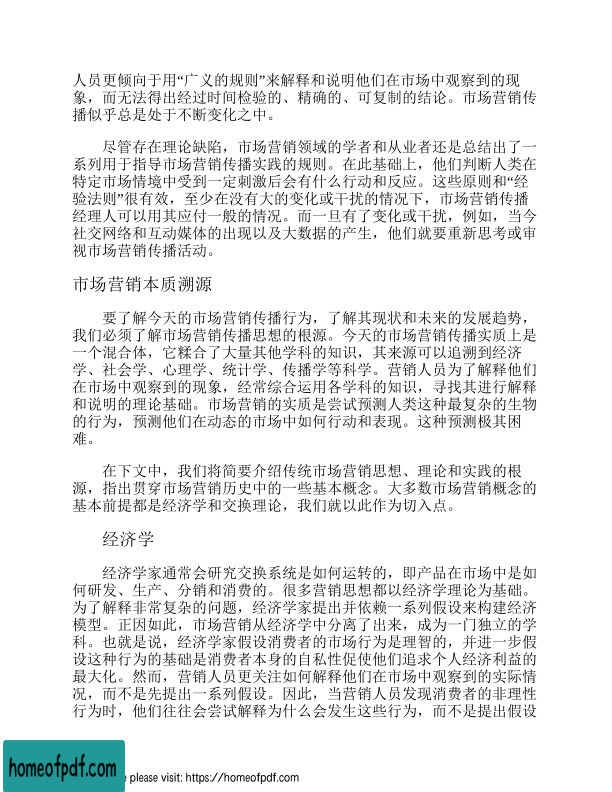 人员更倾向于用“广义的规则”来解释和说明他们在市场中观察到的现
象，而无法得出经过时间检验的、精确的、可复制的结论。市场营销传
播似乎总是处于不断变化之中。
尽管存在理论缺陷，市场营销领域的学者和从业者还是总结出了一
系列用于指导市场营销传播实践的规则。在此基础上，他们判断人类在
特定市场情境中受到一定刺激后会有什么行动和反应。这些原则和“经
验法则”很有效，至少在没有大的变化或干扰的情况下，市场营销传播
经理人可以用其应付一般的情况。而一旦有了变化或干扰，例如，当今
社交网络和互动媒体的出现以及大数据的产生，他们就要重新思考或审
视市场营销传播活动。
市场营销本质溯源
要了解今天的市场营销传播行为，了解其现状和未来的发展趋势，
我们必须了解市场营销传播思想的根源。今天的市场营销传播实质上是
一个混合体，它糅合了大量其他学科的知识，其来源可以追溯到经济
学、社会学、心理学、统计学、传播学等科学。营销人员为了解释他们
在市场中观察到的现象，经常综合运用各学科的知识，寻找其进行解释
和说明的理论基础。市场营销的实质是尝试预测人类这种最复杂的生物
的行为，预测他们在动态的市场中如何行动和表现。这种预测极其困
难。
在下文中，我们将简要介绍传统市场营销思想、理论和实践的根
源，指出贯穿市场营销历史中的一些基本概念。大多数市场营销概念的
基本前提都是经济学和交换理论，我们就以此作为切入点。
经济学
经济学家通常会研究交换系统是如何运转的，即产品在市场中是如
何研发、生产、分销和消费的。很多营销思想都以经济学理论为基础。
为了解释非常复杂的问题，经济学家提出并依赖一系列假设来构建经济
模型。正因如此，市场营销从经济学中分离了出来，成为一门独立的学
科。也就是说，经济学家假设消费者的市场行为是理智的，并进一步假
设这种行为的基础是消费者本身的自私性促使他们追求个人经济利益的
最大化。然而，营销人员更关注如何解释他们在市场中观察到的实际情
况，而不是先提出一系列假设。因此，当营销人员发现消费者的非理性
行为时，他们往往会尝试解释为什么会发生这些行为，而不是提出假设
homeofpdf.com
please visit: https://homeofpdf.com